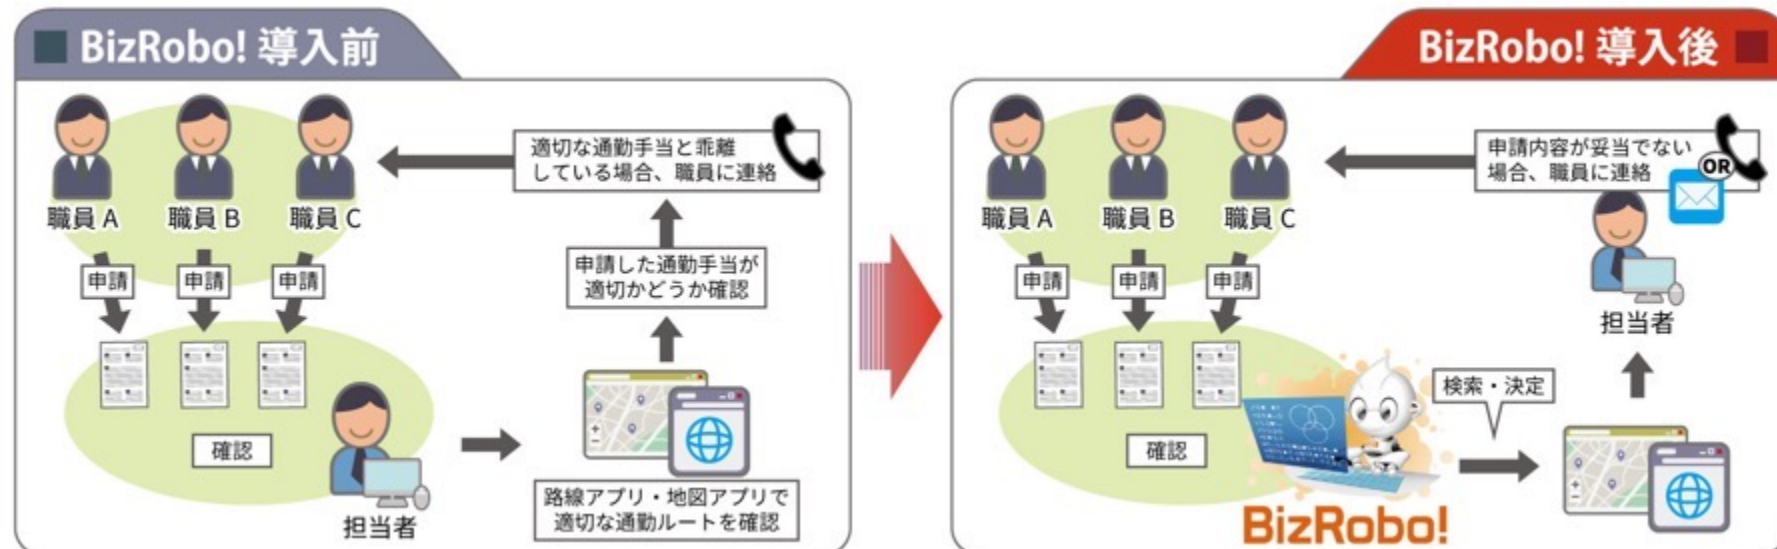 BizRobo! 導入前
職員 A
職員 B
職員 C
適切な通勤手当と乖離
している場合、職員に連絡
申請
申請
申請
申請した通勤手当が
適切かどうか確認
確認
担当者
路線アプリ・地図アプリで
適切な通勤ルートを確認
BizRobo! 導入後
職員 A
職員 B
職員 C
申請内容が妥当でない
場合、職員に連絡
OR
申請
申請
申請
担当者
確認
検索・決定
BizRobo!